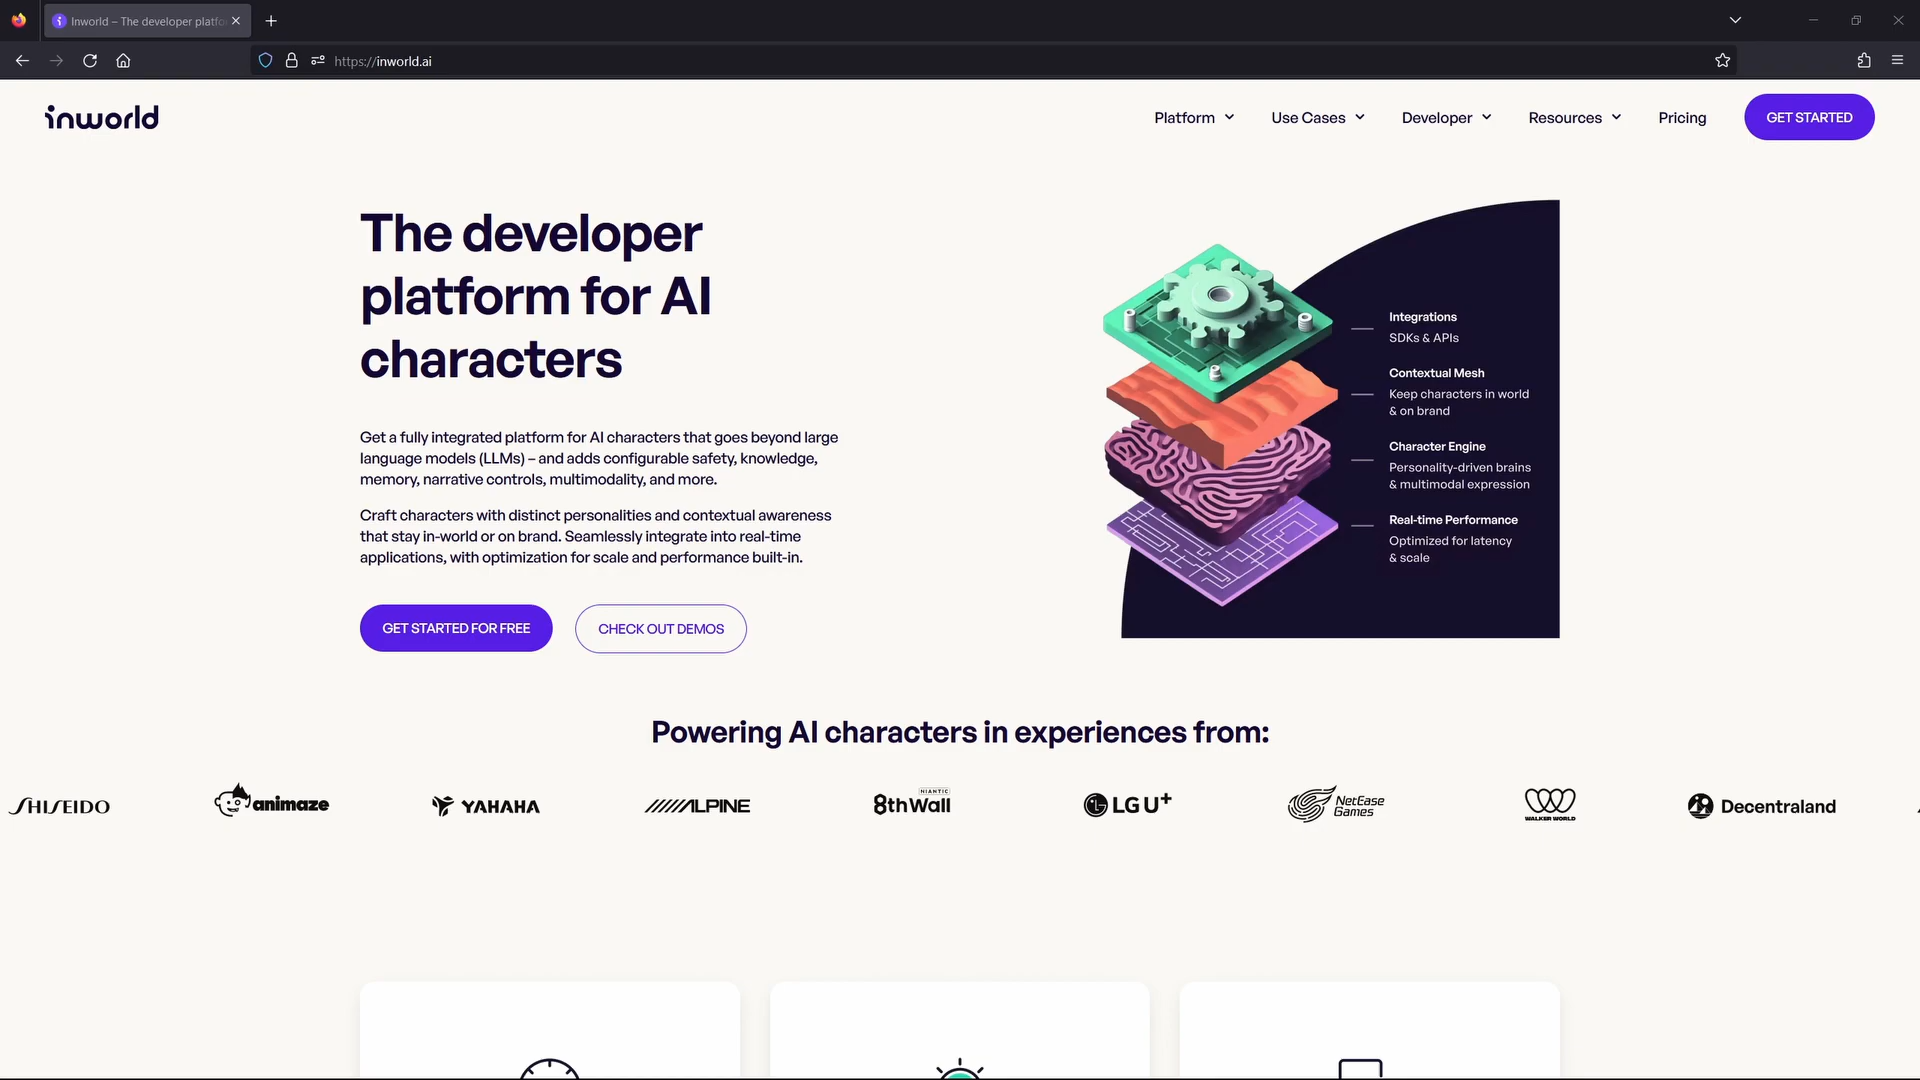 Inworld – The developer platfo
https://inworld.ai
inworld
Platform
Use Cases
Developer
Resources
Pricing
GET STARTED
The developer
platform for AI
characters
Get a fully integrated platform for AI characters that goes beyond large
language models (LLMs) – and adds configurable safety, knowledge,
memory, narrative controls, multimodality, and more.
Craft characters with distinct personalities and contextual awareness
that stay in-world or on brand. Seamlessly integrate into real-time
applications, with optimization for scale and performance built-in.
GET STARTED FOR FREE
CHECK OUT DEMOS
Integrations
SDKs & APIs
Contextual Mesh
Keep characters in world
& on brand
Character Engine
Personality-driven brains
& multimodal expression
Real-time Performance
Optimized for latency
& scale
Powering AI characters in experiences from:
SHISEIDO
animaze
YAHAHA
ALPINE
NIANTIC
8thWall
LG U+
NetEase
Games
WALKER WORLD
Decentraland